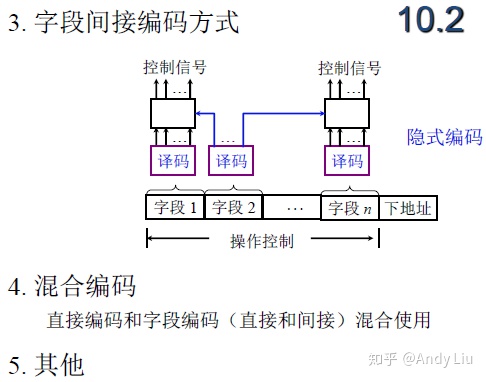 3. 字段间接编码方式
10.2
控制信号 控制信号
… …
隐式编码
译码 … 译码 译码
字段 1 字段 2 … 字段 n 下地址
操作控制
4. 混合编码
直接编码和字段编码（直接和间接）混合使用
5. 其他
知乎 @Andy Liu